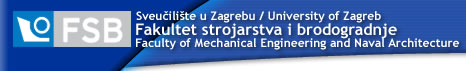 FSB
Sveučilište u Zagrebu / University of Zagreb
Fakultet strojarstva i brodogradnje
Faculty of Mechanical Engineering and Naval Architecture